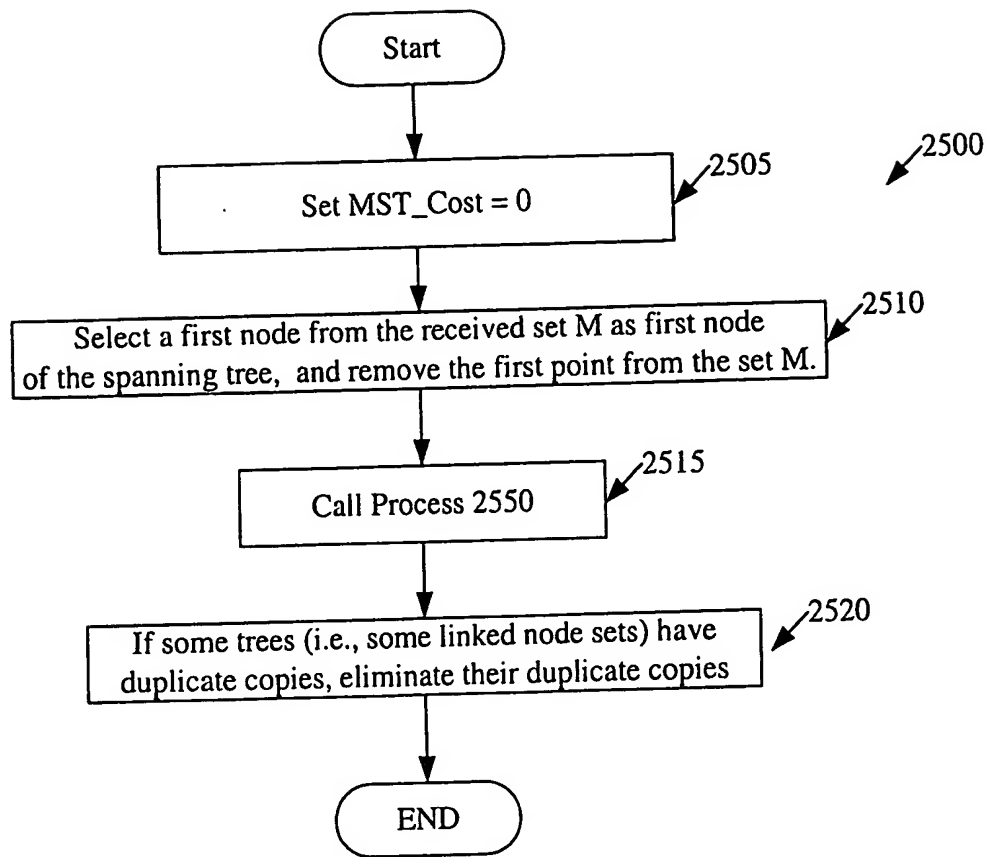 Start
2500
2505
Set MST_Cost = 0
2510
Select a first node from the received set M as first node
of the spanning tree, and remove the first point from the set M.
2515
Call Process 2550
2520
If some trees (i.e., some linked node sets) have
duplicate copies, eliminate their duplicate copies
END